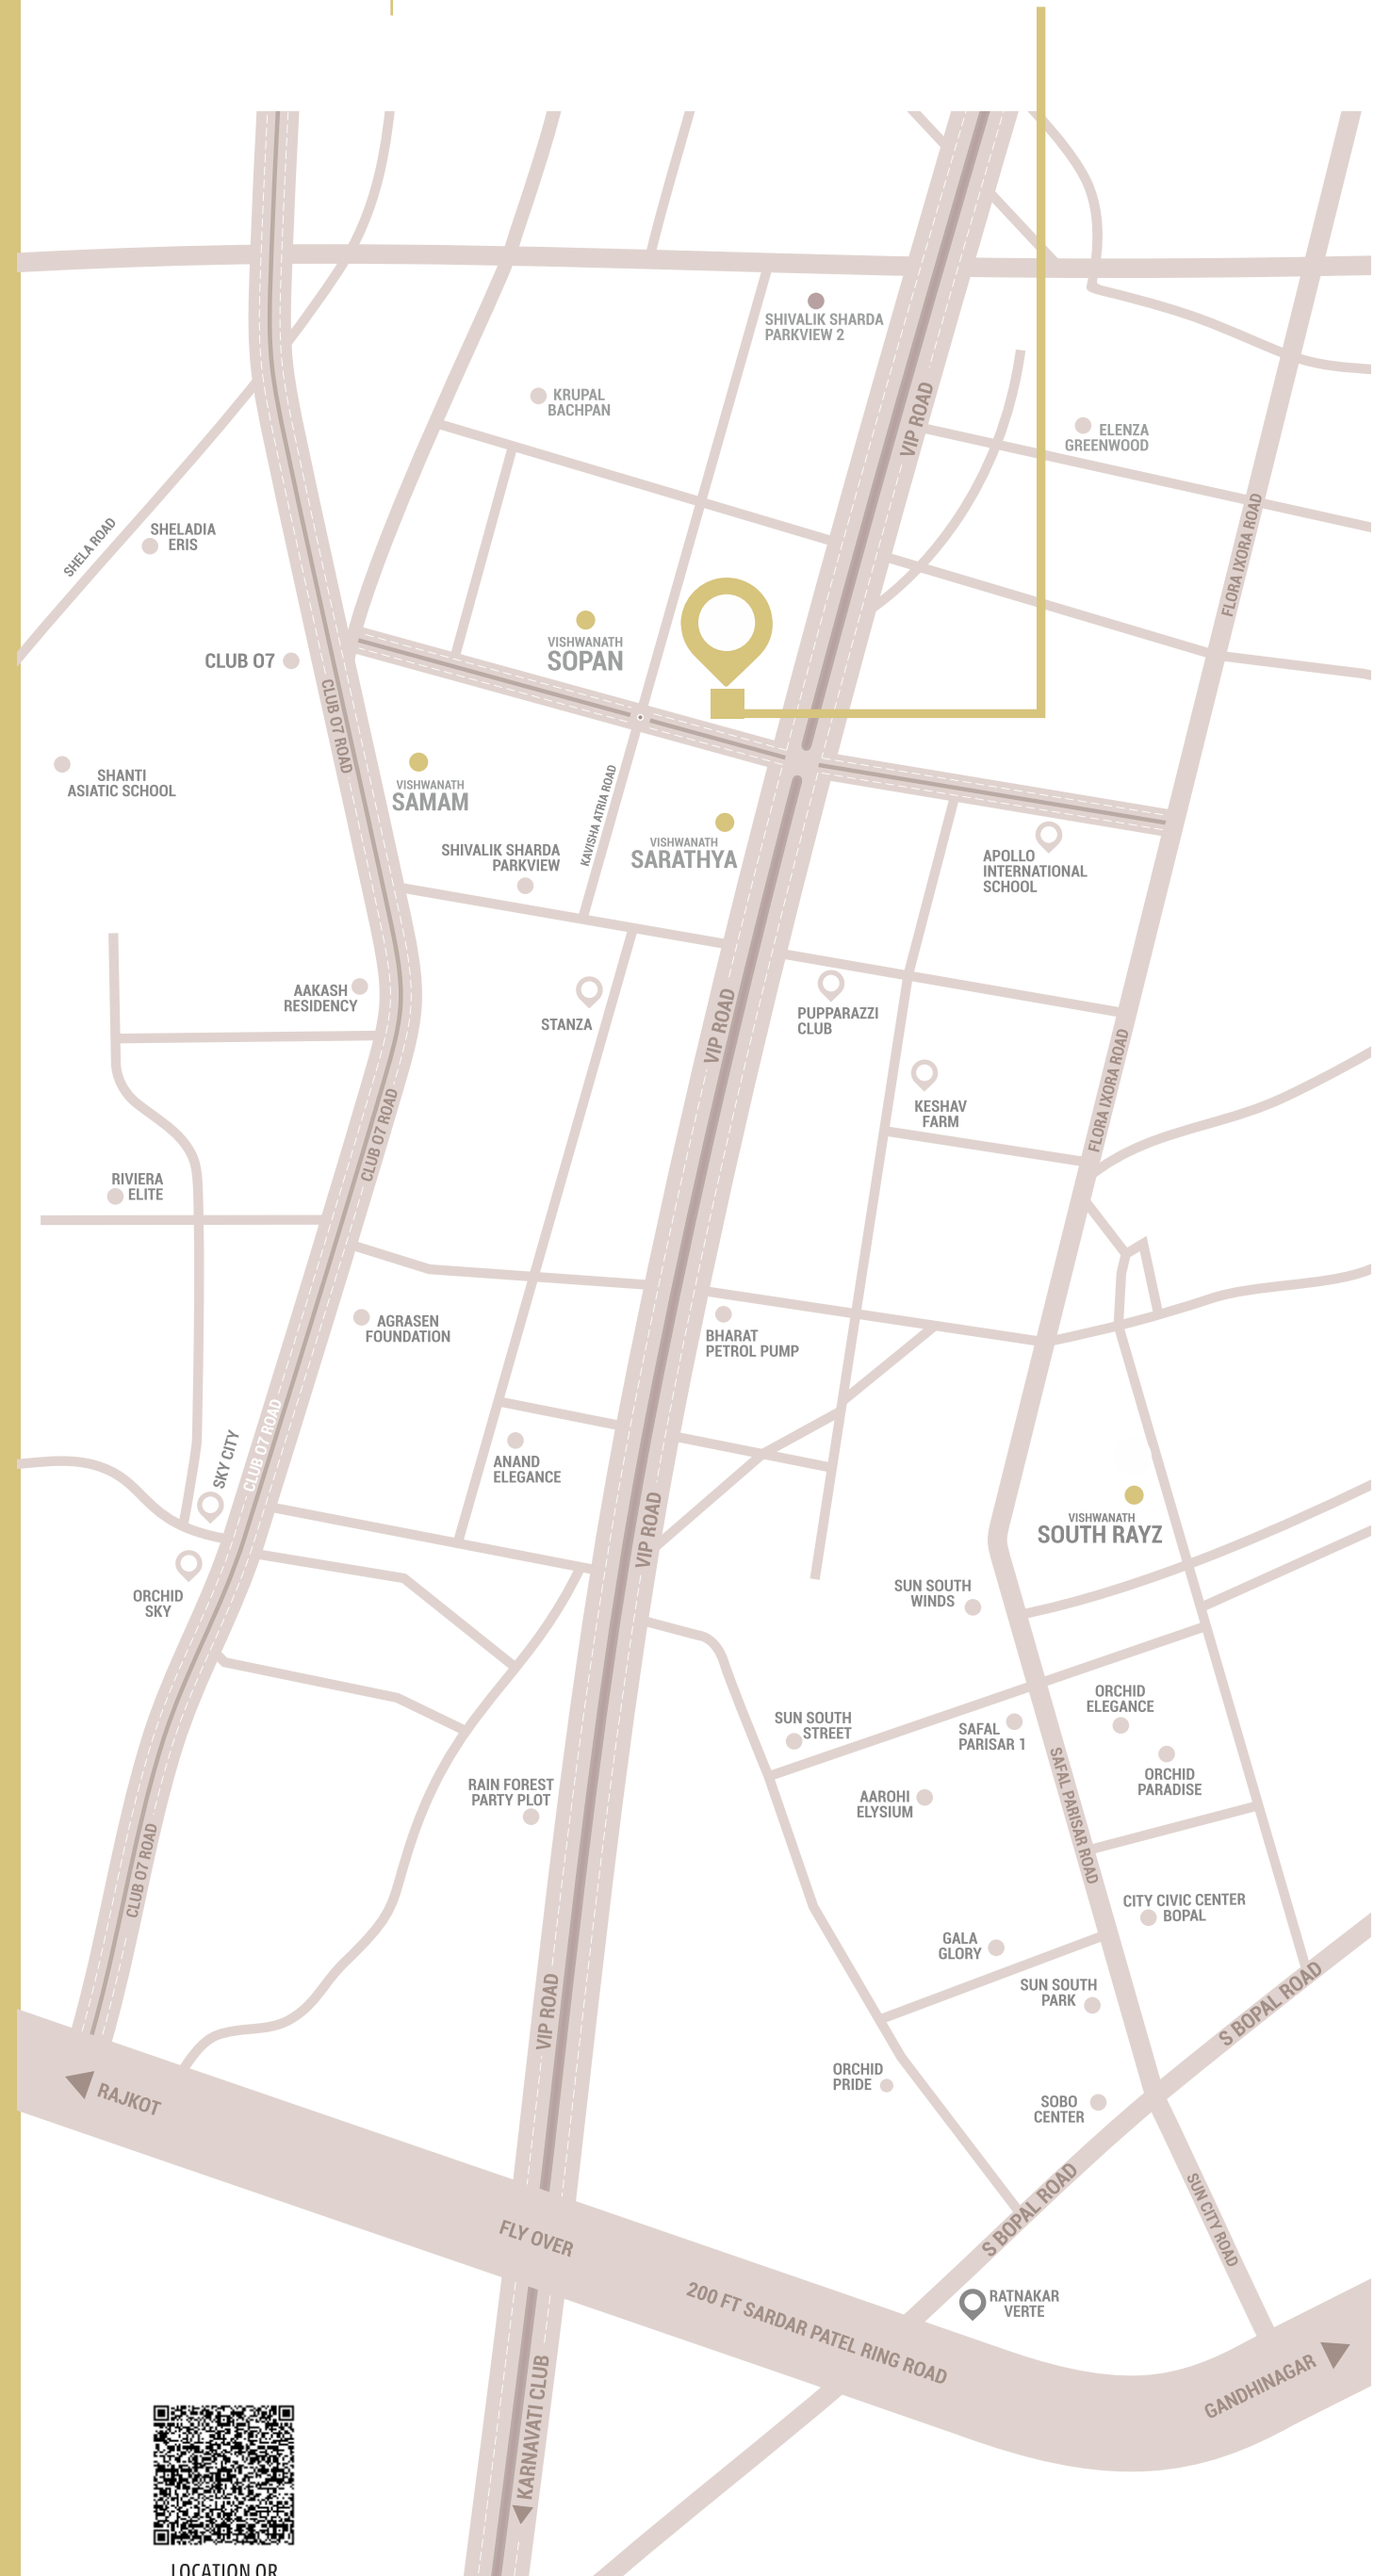 SHIVALIK SHARDA
PARKVIEW 2
VIP ROAD
KRUPAL
BACHPAN
ELENZA
GREENWOOD
FLORA IXORA ROAD
SHELA ROAD
SHELADIA
ERIS
VISHWANATH
SOPAN
CLUB O7
CLUB O7 ROAD
SHANTI
ASIATIC SCHOOL
VISHWANATH
SAMAM
KAVISHA ATRIA ROAD
SHIVALIK SHARDA
PARKVIEW
VISHWANATH
SARATHYA
APOLLO
INTERNATIONAL
SCHOOL
AAKASH
RESIDENCY
STANZA
VIP ROAD
PUPPARAZZI
CLUB
FLORA IXORA ROAD
KESHAV
FARM
CLUB O7 ROAD
RIVIERA
ELITE
AGRASEN
FOUNDATION
BHARAT
PETROL PUMP
SKY CITY
CLUB O7 ROAD
ANAND
ELEGANCE
VIP ROAD
VISHWANATH
SOUTH RAYZ
ORCHID
SKY
SUN SOUTH
WINDS
ORCHID
ELEGANCE
SUN SOUTH
STREET
SAFAL
PARISAR 1
SAFAL PARISAR ROAD
ORCHID
PARADISE
RAIN FOREST
PARTY PLOT
AAROHI
ELYSIUM
CLUB O7 ROAD
CITY CIVIC CENTER
BOPAL
GALA
GLORY
VIP ROAD
SUN SOUTH
PARK
S BOPAL ROAD
RAJKOT
ORCHID
PRIDE
SOBO
CENTER
S BOPAL ROAD
SUN CITY ROAD
FLY OVER
200 FT SARDAR PATEL RING ROAD
RATNAKAR
VERTE
GANDHINAGAR
KARNAVATI CLUB
LOCATION QR